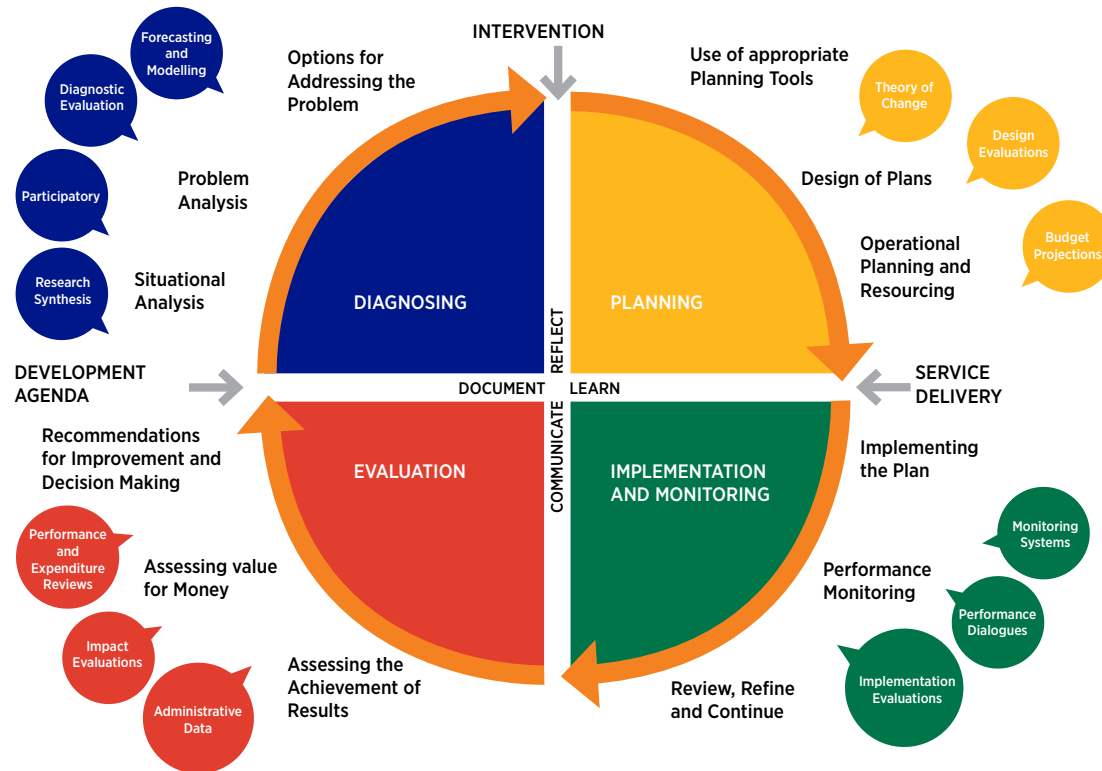 INTERVENTION
Forecasting
and
Modelling
Diagnostic
Evaluation
Participatory
Research
Synthesis
Options for
Addressing the
Problem
Problem
Analysis
Situational
Analysis
DIAGNOSING
Use of appropriate
Planning Tools
Theory of
Change
Design
Evaluations
Budget
Projections
Design of Plans
Operational
Planning and
Resourcing
PLANNING
REFLECT
DEVELOPMENT
AGENDA
DOCUMENT
LEARN
SERVICE
DELIVERY
COMMUNICATE
Recommendations
for Improvement and
Decision Making
EVALUATION
Performance
and
Expenditure
Reviews
Assessing value
for Money
Impact
Evaluations
Administrative
Data
Assessing the
Achievement of
Results
IMPLEMENTATION
AND MONITORING
Implementing
the Plan
Monitoring
Systems
Performance
Monitoring
Performance
Dialogues
Implementation
Evaluations
Review, Refine
and Continue